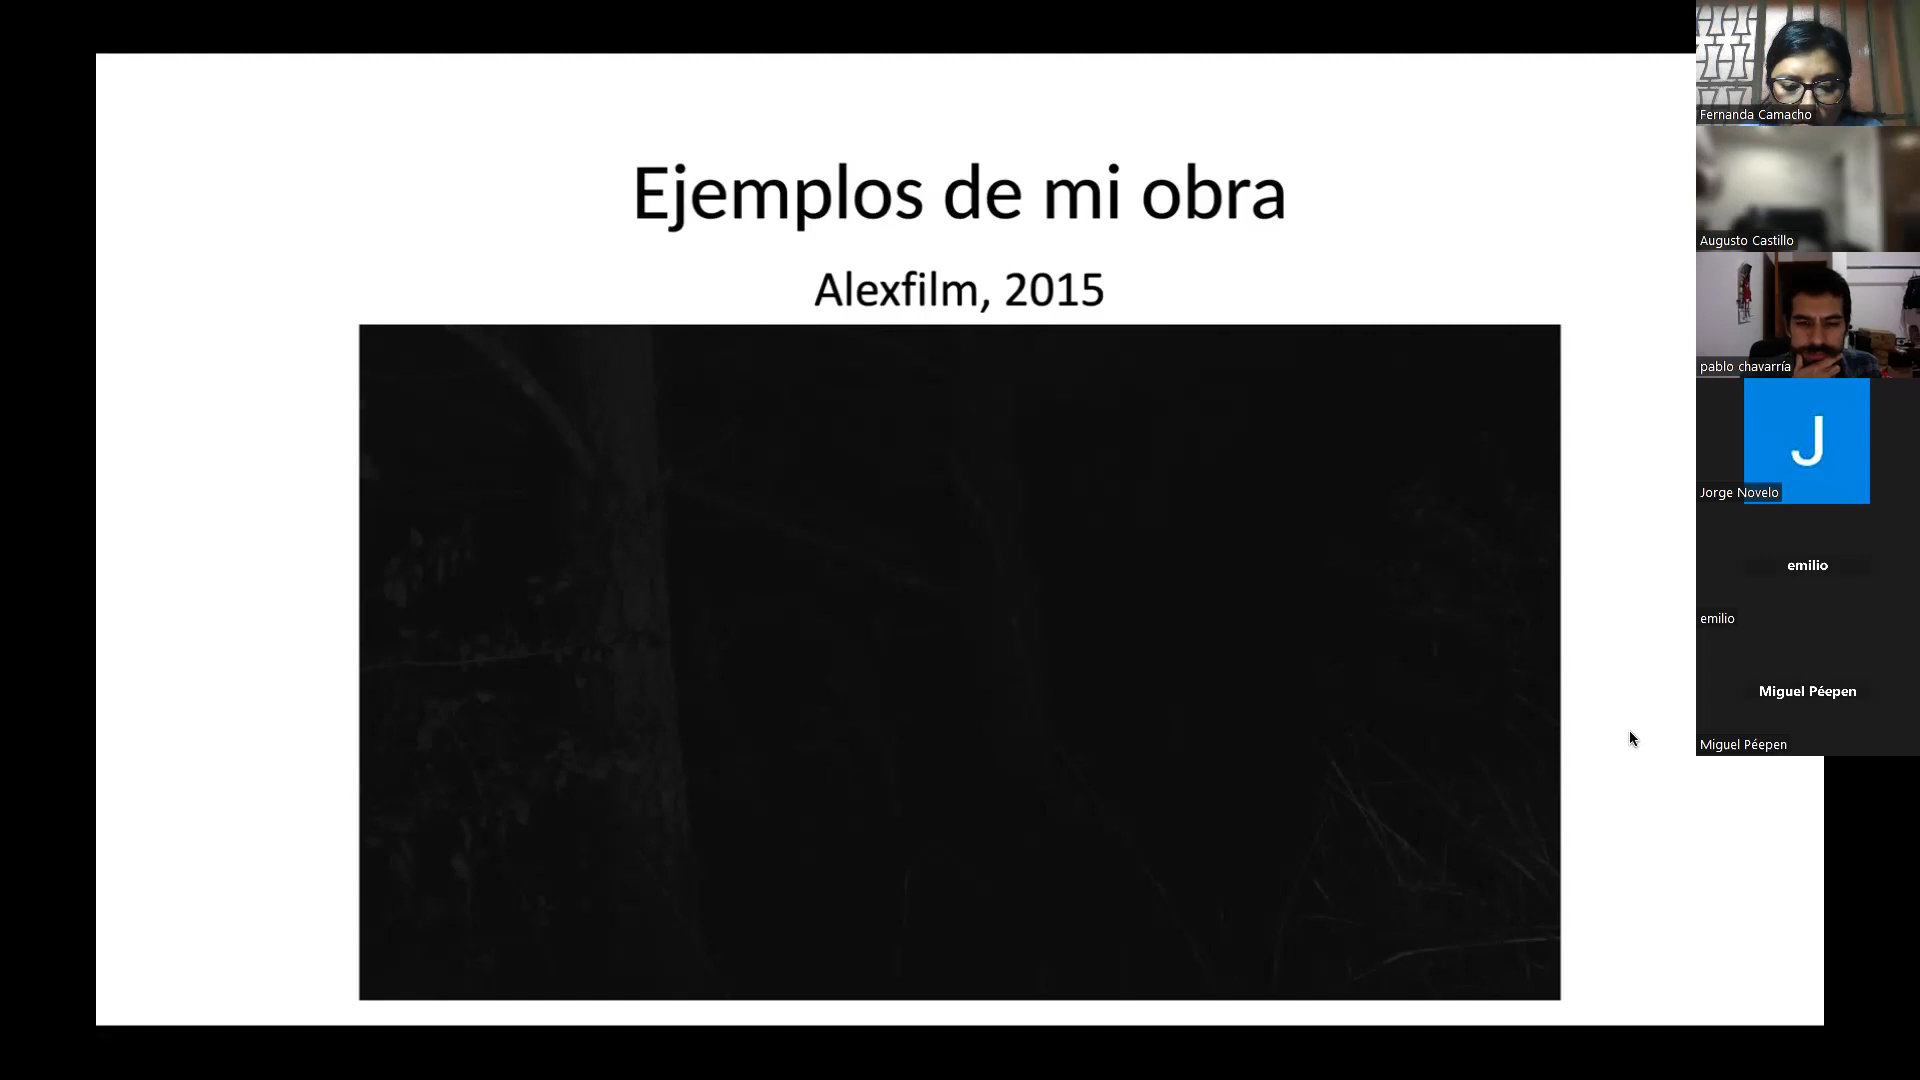 Ejemplos de mi obra
Alexfilm, 2015
Fernanda Camacho
Augusto Castillo
pablo chavarría
J
Jorge Novelo
emilio
emilio
Miguel Péepen
Miguel Péepen